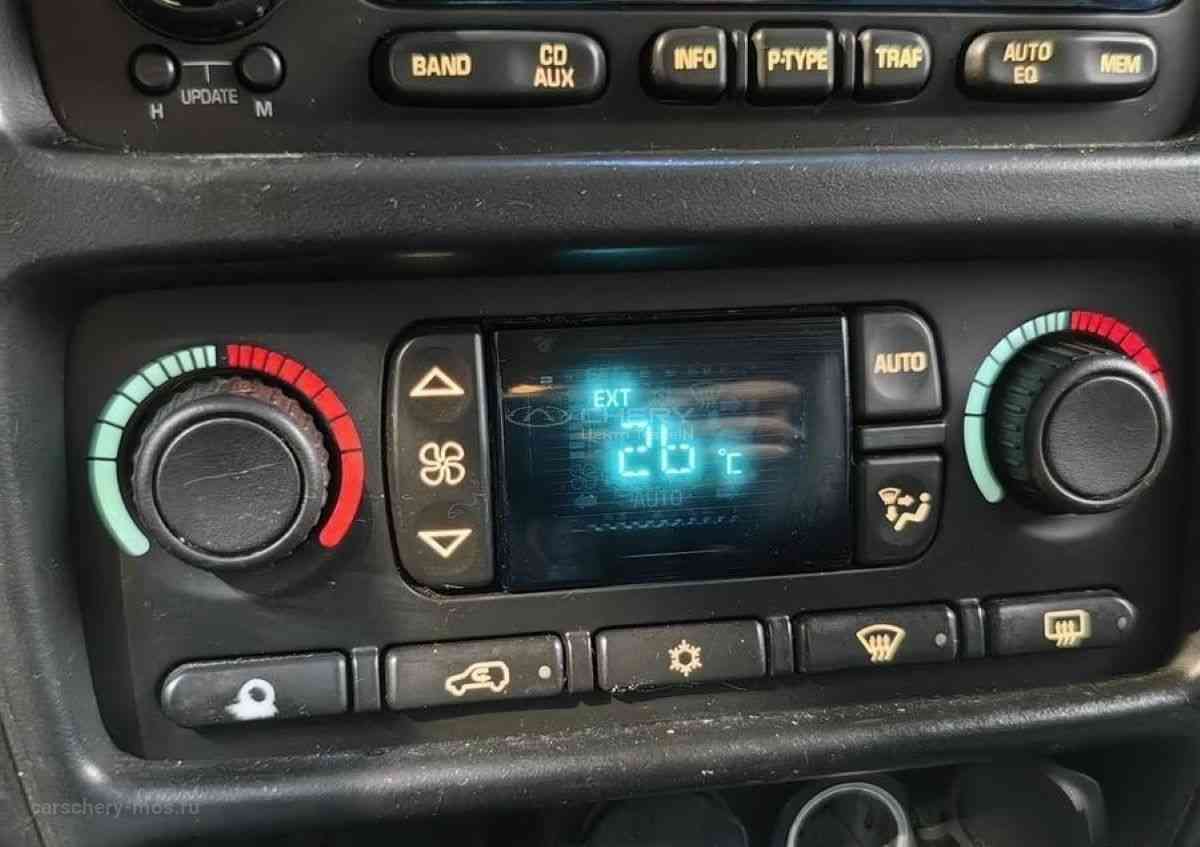 BAND
CD
AUX
INFO
P-TYPE
TRAF
AUTO
EQ
MEM
UPDATE
H
M
EXT
CHERY
26 °C
AUTO
AUTO
carschery-mos.ru